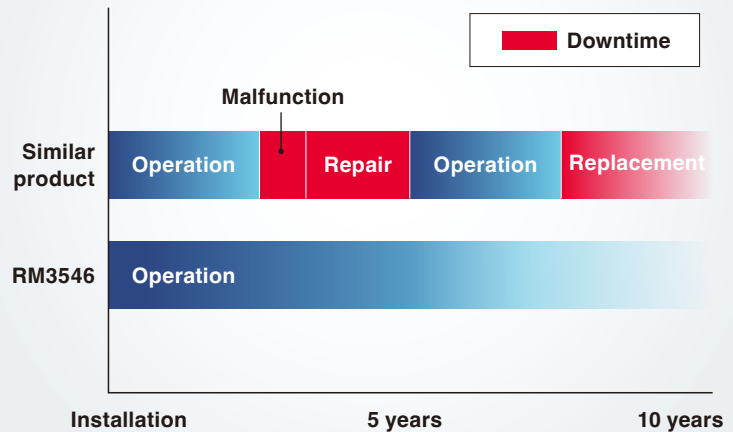 Downtime
Malfunction
Similar
product
Operation
Repair
Operation
Replacement
RM3546
Operation
Installation
5 years
10 years